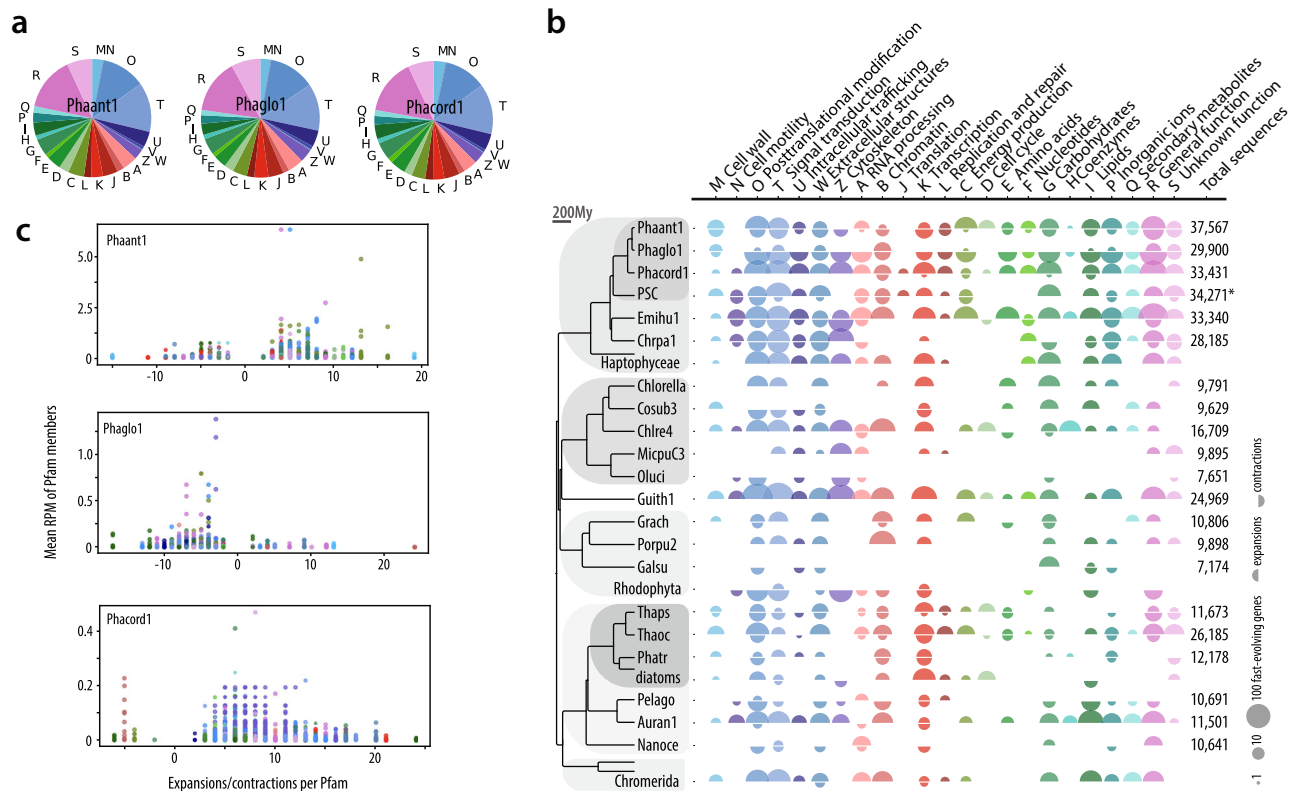 a
S MN O
R T
Phaant1
Q P I H G F E D C L K J B A Z W V U
S MN O
R T
Phaglo1
Q P I H G F E D C L K J B A Z W V U
S MN O
R T
Phacord1
Q P I H G F E D C L K J B A Z W V U
b
M Cell wall
N Cell motility
O Posttranslational modification
T Signal transduction
U Intracellular trafficking
W Extracellular structures
Z Cytoskeleton
A RNA processing
B Chromatin
J Translation
K Transcription
L Replication and repair
C Energy production
D Cell cycle
E Amino acids
F Nucleotides
G Carbohydrates
H Coenzymes
I Lipids
P Inorganic ions
Q Secondary metabolites
R General function
S Unknown function
Total sequences
200My
Phaant1 37,567
Phaglo1 29,900
Phacord1 33,431
PSC 34,271*
Emihu1 33,340
Chrpa1 28,185
Haptophyceae
Chlorella 9,791
Cosub3 9,629
Chlre4 16,709
MicpuC3 9,895
Oluci 7,651
Guith1 24,969
Grach 10,806
Porpu2 9,898
Galsu 7,174
Rhodophyta
Thaps 11,673
Thaoc 26,185
Phatr 12,178
diatoms
Pelago 10,691
Auran1 11,501
Nanoce 10,641
Chromerida
1 10 100 fast-evolving genes expansions contractions
c
Mean RPM of Pfam members
Phaant1
5.0
2.5
0
-10 0 10 20
Phaglo1
1.0
0.5
0
-10 0 10 20
Phacord1
0.4
0.2
0
0 10 20
Expansions/contractions per Pfam